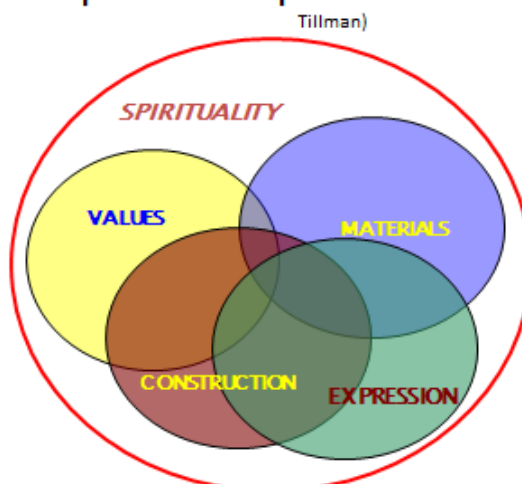 Tillman)
SPIRITUALITY
VALUES
MATERIALS
CONSTRUCTION
EXPRESSION